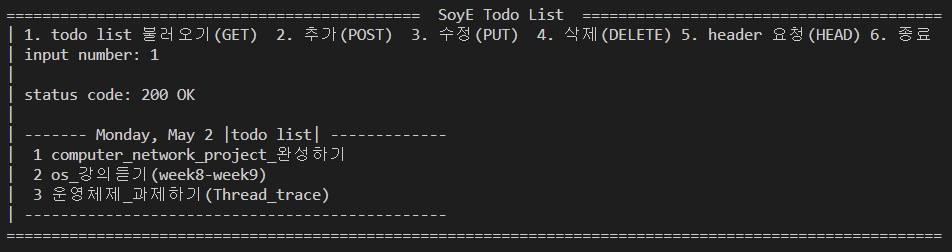 ========================================= SoyE Todo List =========================================
| 1. todo list 불러오기(GET)  2. 추가(POST)  3. 수정(PUT)  4. 삭제(DELETE) 5. header 요청(HEAD) 6. 종료
| input number: 1
|
| status code: 200 OK
|
| ------- Monday, May 2 |todo list| -------------
|  1 computer_network_project_완성하기
|  2 os_강의듣기(week8-week9)
|  3 운영체제_과제하기(Thread_trace)
| -----------------------------------------------
========================================================================================================